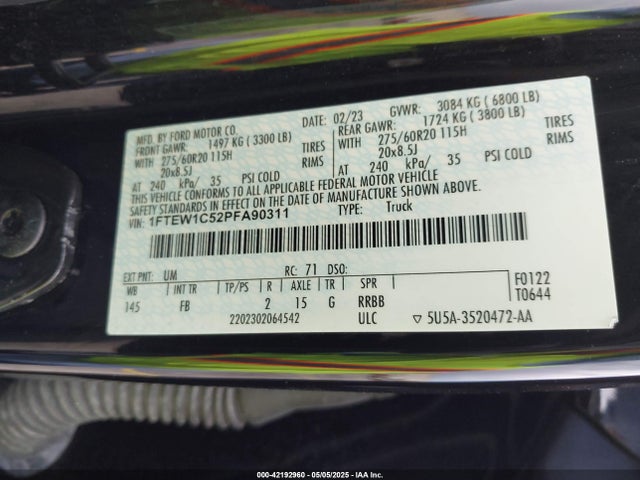 MFD. BY FORD MOTOR CO.
DATE: 02/23 GVWR: 3084 KG ( 6800 LB)
FRONT GAWR: 1497 KG ( 3300 LB) REAR GAWR: 1724 KG ( 3800 LB)
WITH 275/60R20 115H TIRES 275/60R20 115H TIRES
20x8.5J RIMS 20x8.5J RIMS
AT 240 kPa/ 35 PSI COLD AT 240 kPa/ 35 PSI COLD
THIS VEHICLE CONFORMS TO ALL APPLICABLE FEDERAL MOTOR VEHICLE
SAFETY STANDARDS IN EFFECT ON THE DATE OF MANUFACTURE SHOWN ABOVE.
VIN: 1FTEW1C52PFA90311 TYPE: Truck
EXT PNT: UM RC: 71 DSO: F0122
WB INT TR TP/PS R AXLE TR SPR T0644
145 FB 2 15 G RRBB
2202302064542 ULC ▽ 5U5A-3520472-AA
000-42192960 - 05/05/2025 - IAA Inc.